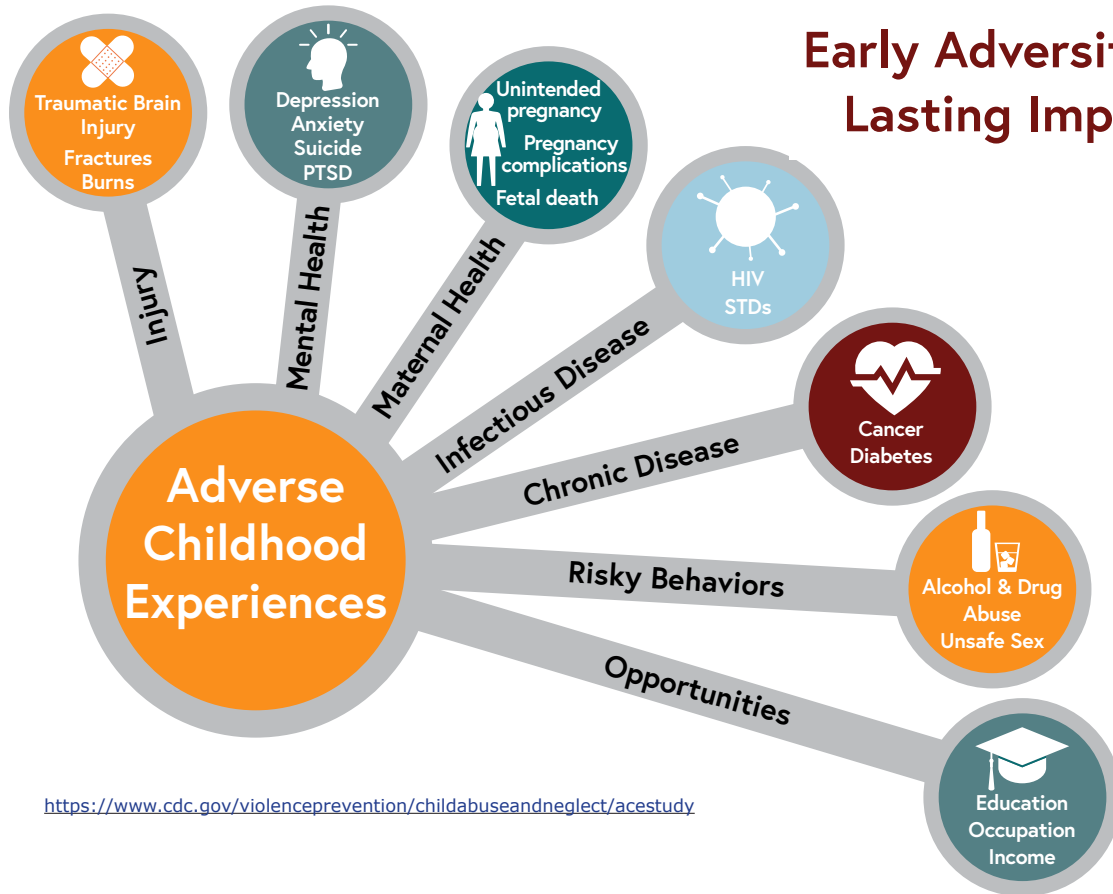 Early Adversit
Lasting Imp
Traumatic Brain
Injury
Fractures
Burns
Injury
Depression
Anxiety
Suicide
PTSD
Mental Health
Unintended
pregnancy
Pregnancy
complications
Fetal death
Maternal Health
HIV
STDs
Infectious Disease
Cancer
Diabetes
Chronic Disease
Alcohol & Drug
Abuse
Unsafe Sex
Risky Behaviors
Education
Occupation
Income
Opportunities
Adverse
Childhood
Experiences
https://www.cdc.gov/violenceprevention/childabuseandneglect/acestudy